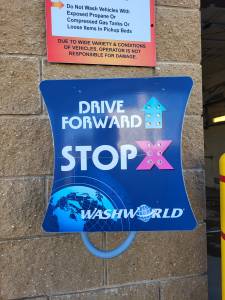 Do Not Wash Vehicles With
Exposed Propane Or
Compressed Gas Tanks Or
Loose Items In Pickup Beds
DUE TO WIDE VARIETY & CONDITIONS
OF VEHICLES, OPERATOR IS NOT
RESPONSIBLE FOR DAMAGE.
DRIVE
FORWARD
STOP
WASHWORLD